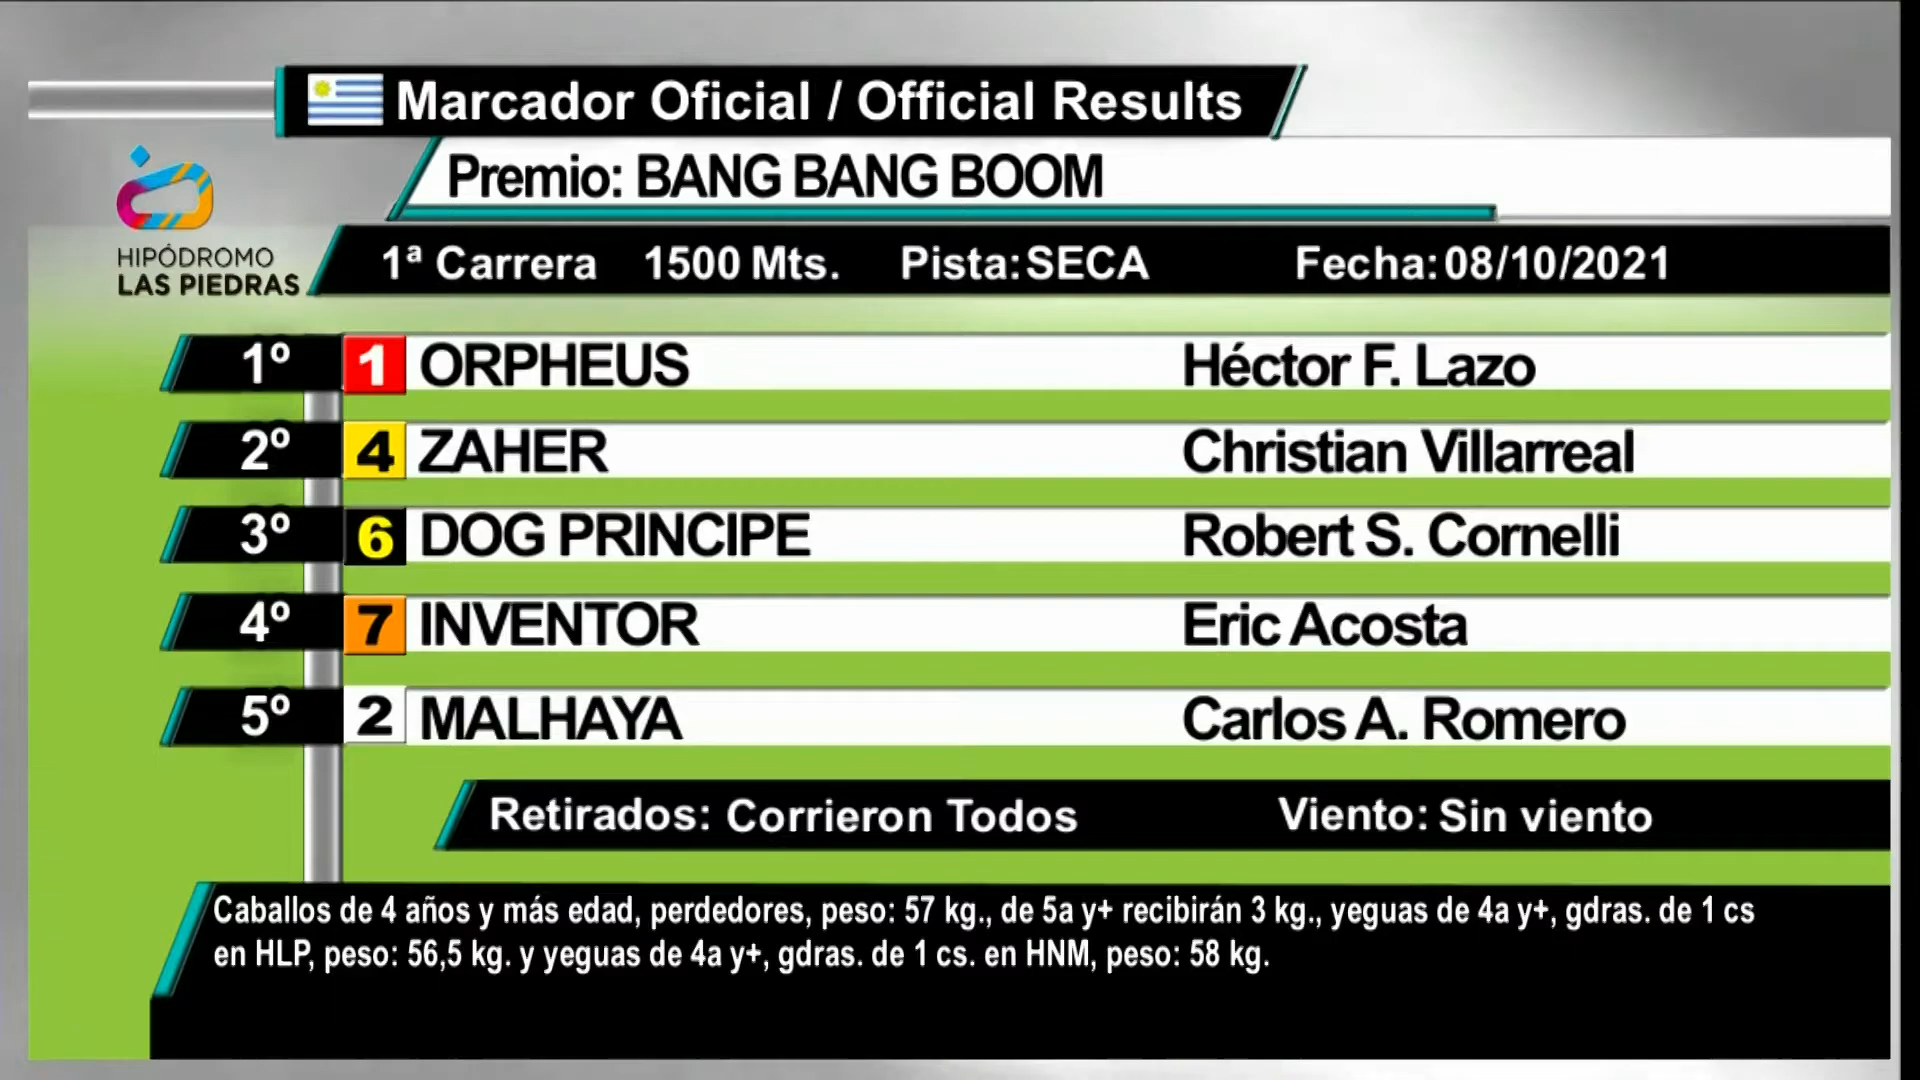 Marcador Oficial / Official Results
Premio: BANG BANG BOOM
HIPÓDROMO
LAS PIEDRAS
1ª Carrera 1500 Mts. Pista: SECA Fecha: 08/10/2021
1º 1 ORPHEUS Héctor F. Lazo
2º 4 ZAHER Christian Villarreal
3º 6 DOG PRINCIPE Robert S. Cornelli
4º 7 INVENTOR Eric Acosta
5º 2 MALHAYA Carlos A. Romero
Retirados: Corrieron Todos Viento: Sin viento
Caballos de 4 años y más edad, perdedores, peso: 57 kg., de 5a y+ recibirán 3 kg., yeguas de 4a y+, gdras. de 1 cs
en HLP, peso: 56,5 kg. y yeguas de 4a y+, gdras. de 1 cs. en HNM, peso: 58 kg.